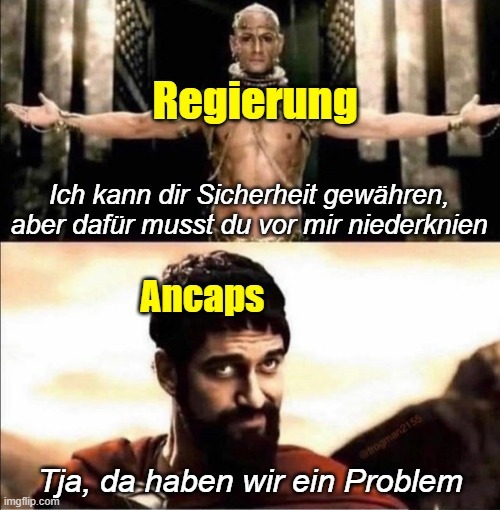 Regierung
Ich kann dir Sicherheit gewähren,
aber dafür musst du vor mir niederknien
Ancaps
@frogman2155
Tja, da haben wir ein Problem
imgflip.com